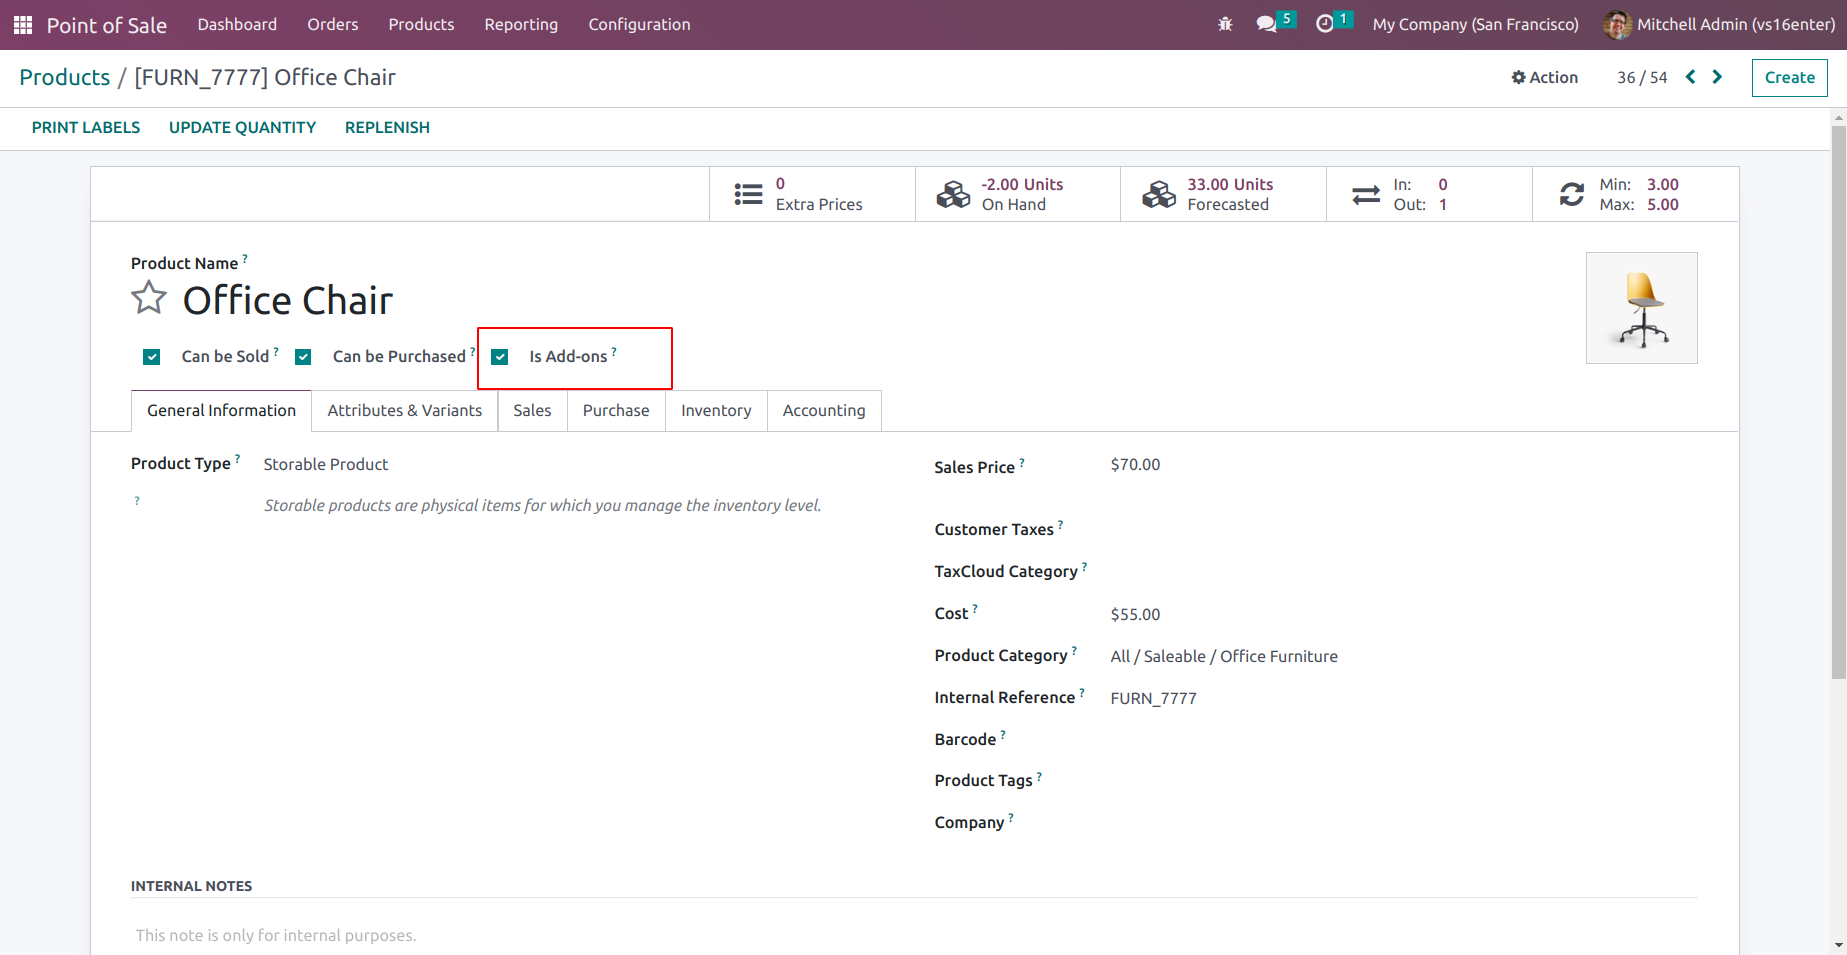 Point of Sale Dashboard Orders Products Reporting Configuration 5 1 My Company (San Francisco) Mitchell Admin (vs16enter)
Products / [FURN_7777] Office Chair Action 36 / 54 Create
PRINT LABELS UPDATE QUANTITY REPLENISH
0 -2.00 Units 33.00 Units In: 0 Min: 3.00
Extra Prices On Hand Forecasted Out: 1 Max: 5.00
Product Name ?
Office Chair
Can be Sold ? Can be Purchased ? Is Add-ons ?
General Information Attributes & Variants Sales Purchase Inventory Accounting
Product Type ? Storable Product Sales Price ? $70.00
? Storable products are physical items for which you manage the inventory level.
Customer Taxes ?
TaxCloud Category ?
Cost ? $55.00
Product Category ? All / Saleable / Office Furniture
Internal Reference ? FURN_7777
Barcode ?
Product Tags ?
Company ?
INTERNAL NOTES
This note is only for internal purposes.